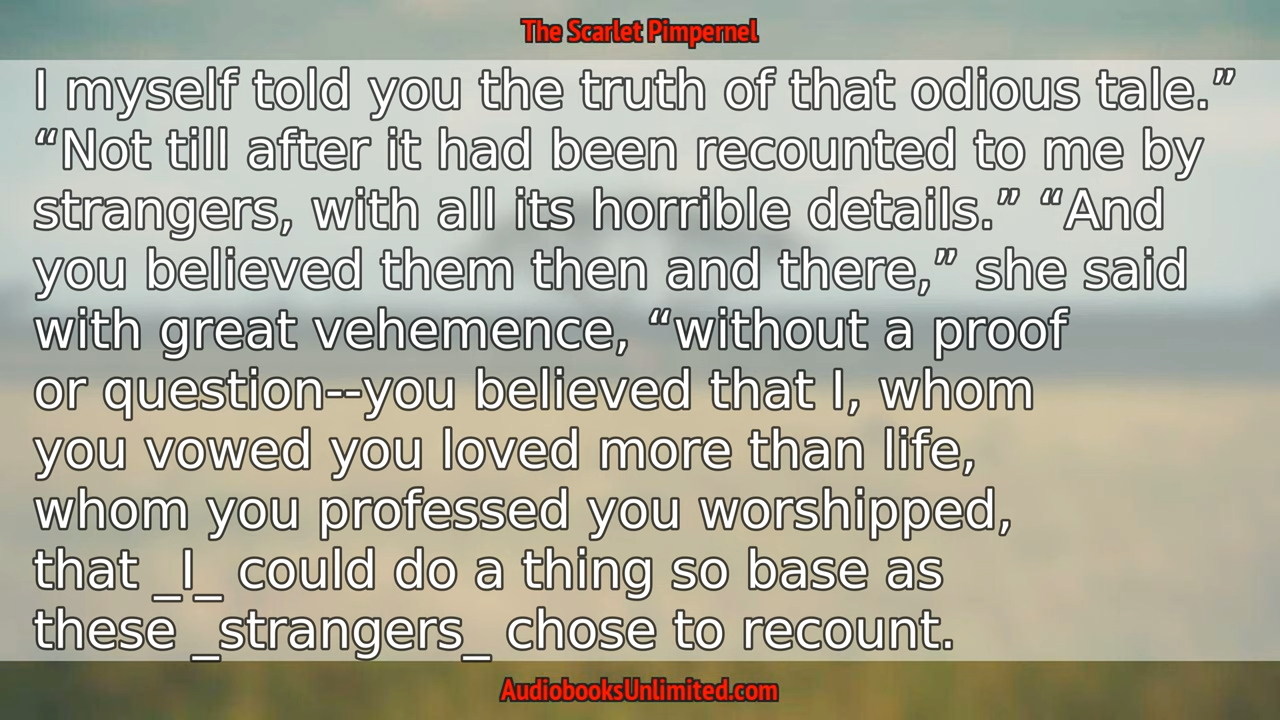 The Scarlet Pimpernel
I myself told you the truth of that odious tale.”
“Not till after it had been recounted to me by
strangers, with all its horrible details.” “And
you believed them then and there,” she said
with great vehemence, “without a proof
or question--you believed that I, whom
you vowed you loved more than life,
whom you professed you worshipped,
that _I_ could do a thing so base as
these _strangers_ chose to recount.
AudiobooksUnlimited.com